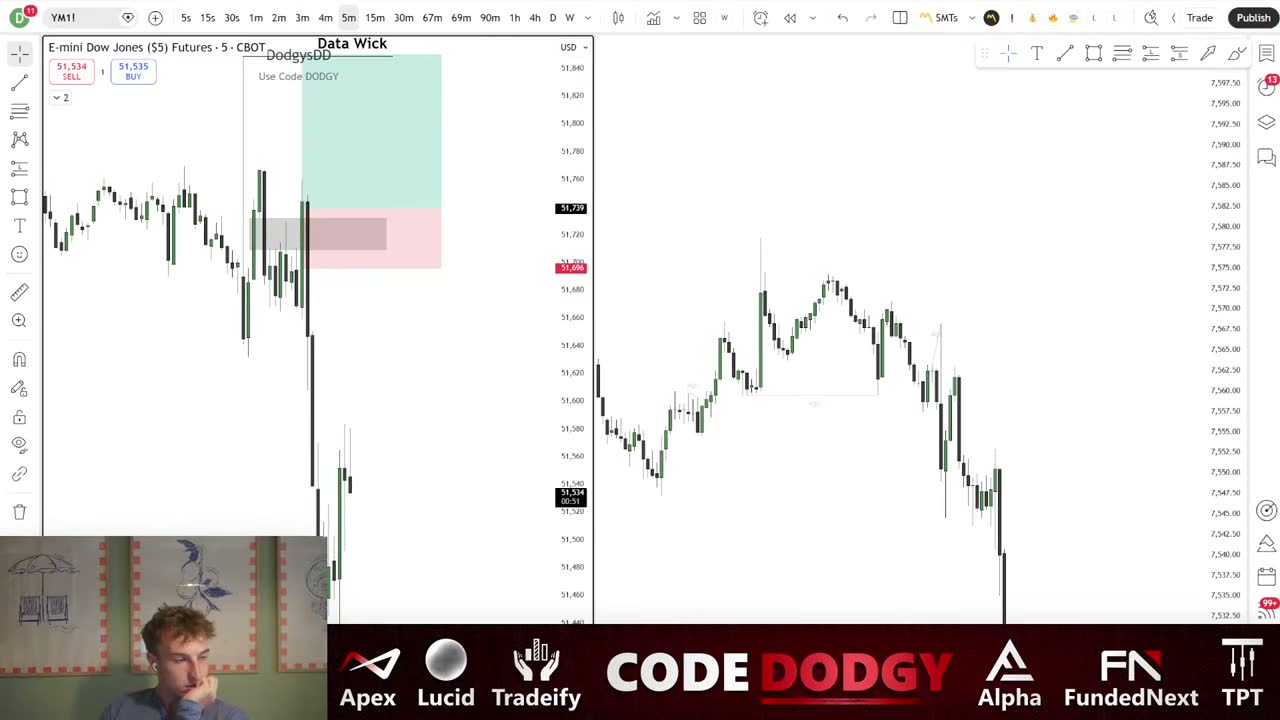 D
11
YM1!
5s 15s 30s 1m 2m 3m 4m 5m 15m 30m 67m 69m 90m 1h 4h D W
W
SMTs
L L
Trade
Publish
E-mini Dow Jones ($5) Futures · 5 · CBOT
Data Wick
DodgysDD
Use Code DODGY
USD
51,534
SELL
1
51,535
BUY
2
T
T
13
99+
51,840
51,820
51,800
51,780
51,760
51,739
51,720
51,700
51,696
51,680
51,660
51,640
51,620
51,600
51,580
51,560
51,540
51,534
00:51
51,520
51,500
51,480
51,460
51,440
7,597.50
7,595.00
7,592.50
7,590.00
7,587.50
7,585.00
7,582.50
7,580.00
7,577.50
7,575.00
7,572.50
7,570.00
7,567.50
7,565.00
7,562.50
7,560.00
7,557.50
7,555.00
7,552.50
7,550.00
7,547.50
7,545.00
7,542.50
7,540.00
7,537.50
7,535.00
7,532.50
Apex
Lucid
Tradeify
CODE DODGY
Alpha
FN
FundedNext
TPT